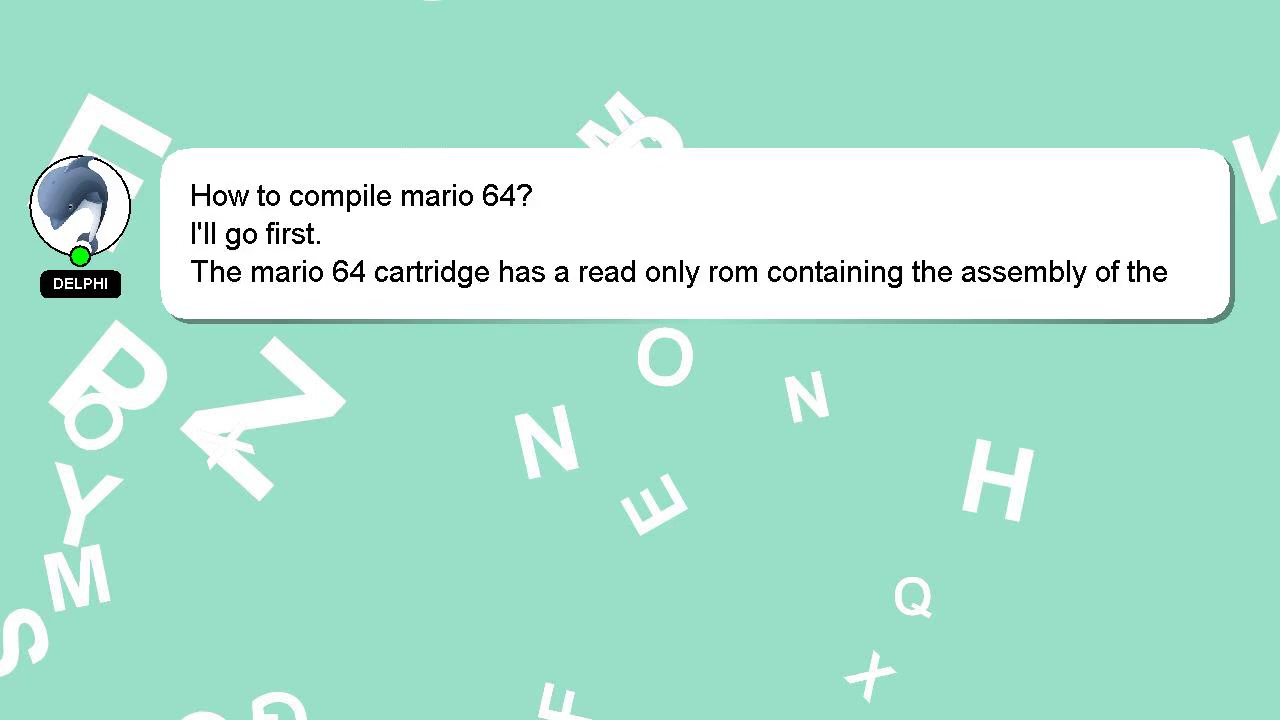 How to compile mario 64?
I'll go first.
The mario 64 cartridge has a read only rom containing the assembly of the
DELPHI
L
M
Y
B
O
Y
Z
A
N
O
N
E
H
M
S
Q
X
F
G